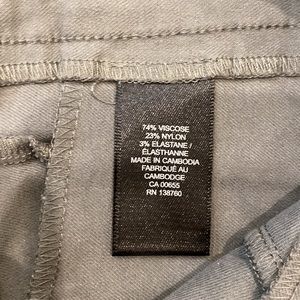 74% VISCOSE
23% NYLON
3% ELASTANE /
ÉLASTHANNE
MADE IN CAMBODIA
FABRIQUÉ AU
CAMBODGE
CA 00655
RN 138760